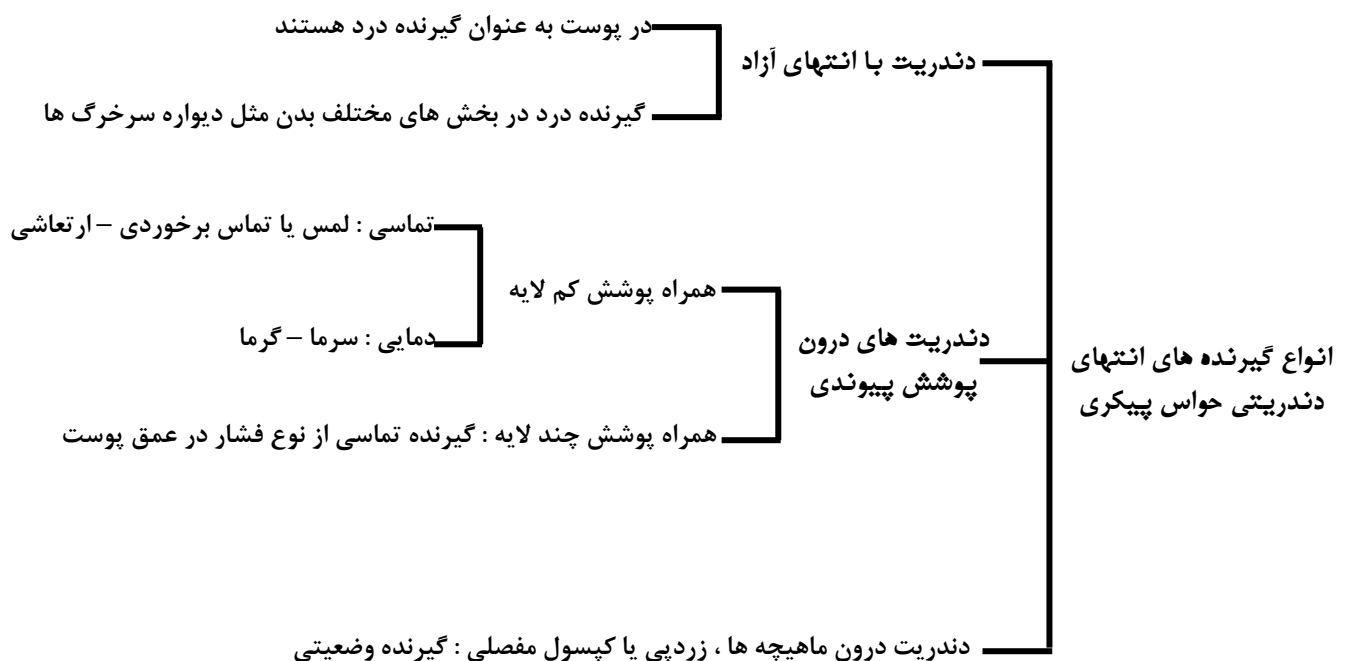 انواع گیرنده های انتهای
دندریتی حواس پیکری
دندریت با انتهای آزاد
در پوست به عنوان گیرنده درد هستند
گیرنده درد در بخش های مختلف بدن مثل دیواره سرخرگ ها
دندریت های درون
پوشش پیوندی
همراه پوشش کم لایه
تماسی : لمس یا تماس برخوردی – ارتعاشی
دمایی : سرما – گرما
همراه پوشش چند لایه : گیرنده تماسی از نوع فشار در عمق پوست
دندریت درون ماهیچه ها ، زردپی یا کپسول مفصلی : گیرنده وضعیتی